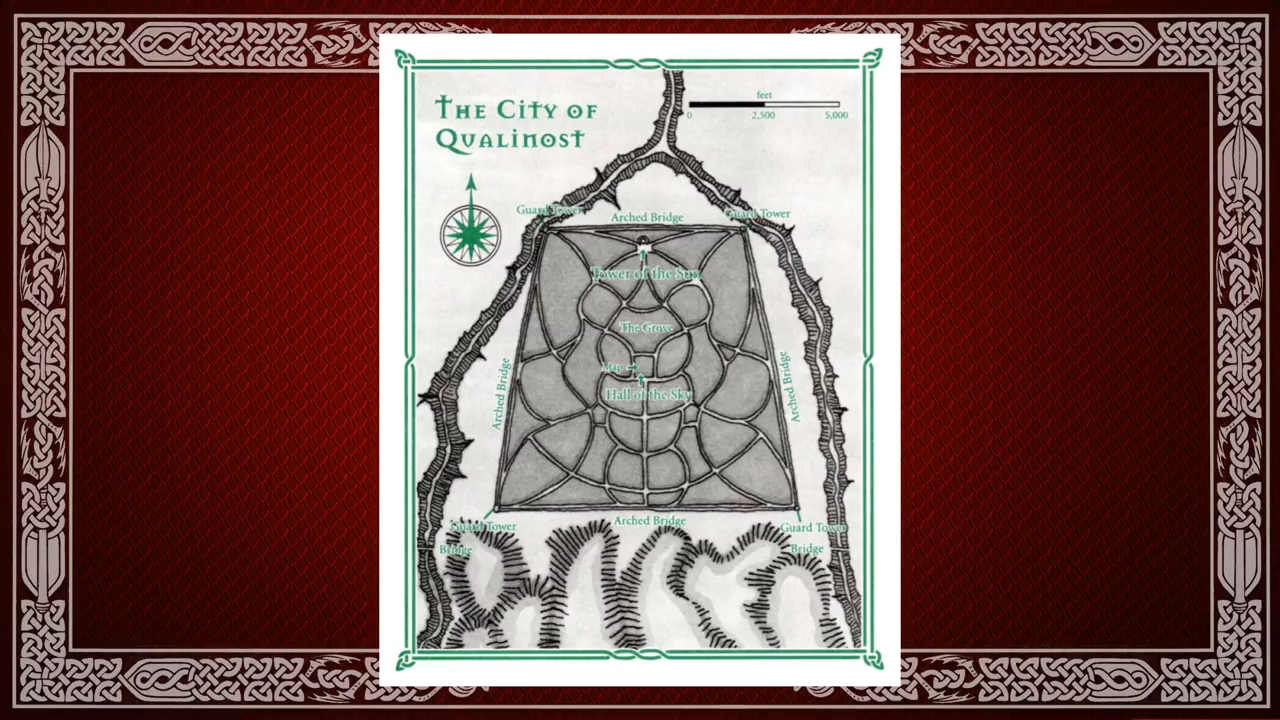 The City of
Qualinost
feet
0 2,500 5,000
Guard Tower
Arched Bridge
Guard Tower
Tower of the Sun
The Grove
Map
Hall of the Sky
Arched Bridge
Arched Bridge
Guard Tower
Arched Bridge
Guard Tower
Bridge
Bridge